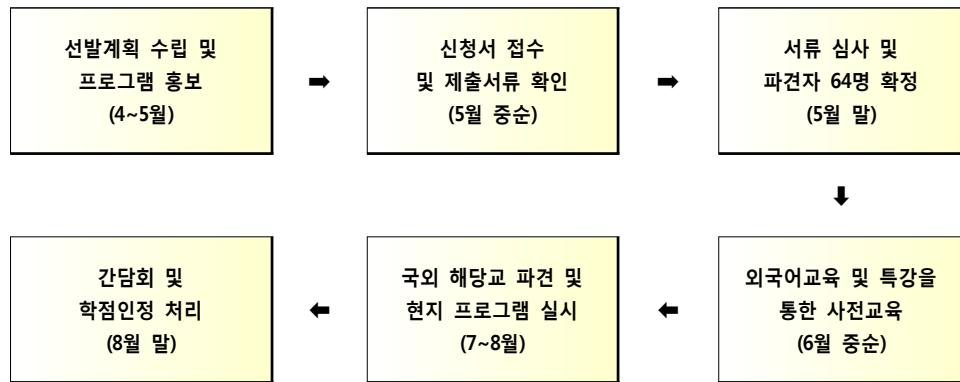 선발계획 수립 및
프로그램 홍보
(4~5월)
➡
신청서 접수
및 제출서류 확인
(5월 중순)
➡
서류 심사 및
파견자 64명 확정
(5월 말)
⬇
외국어교육 및 특강을
통한 사전교육
(6월 중순)
⬅
국외 해당교 파견 및
현지 프로그램 실시
(7~8월)
⬅
간담회 및
학점인정 처리
(8월 말)